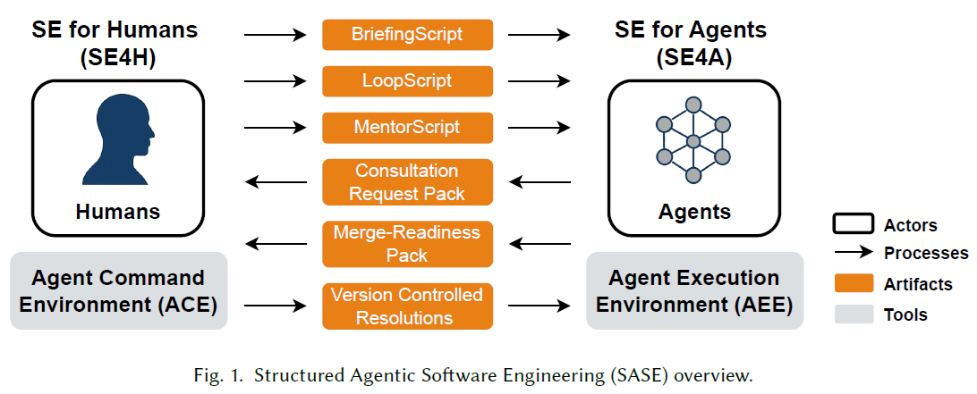 SE for Humans
(SE4H)
BriefingScript
SE for Agents
(SE4A)
LoopScript
MentorScript
Consultation
Request Pack
Humans
Agents
Merge-Readiness
Pack
Agent Command
Environment (ACE)
Version Controlled
Resolutions
Agent Execution
Environment (AEE)
Actors
Processes
Artifacts
Tools
Fig. 1. Structured Agentic Software Engineering (SASE) overview.